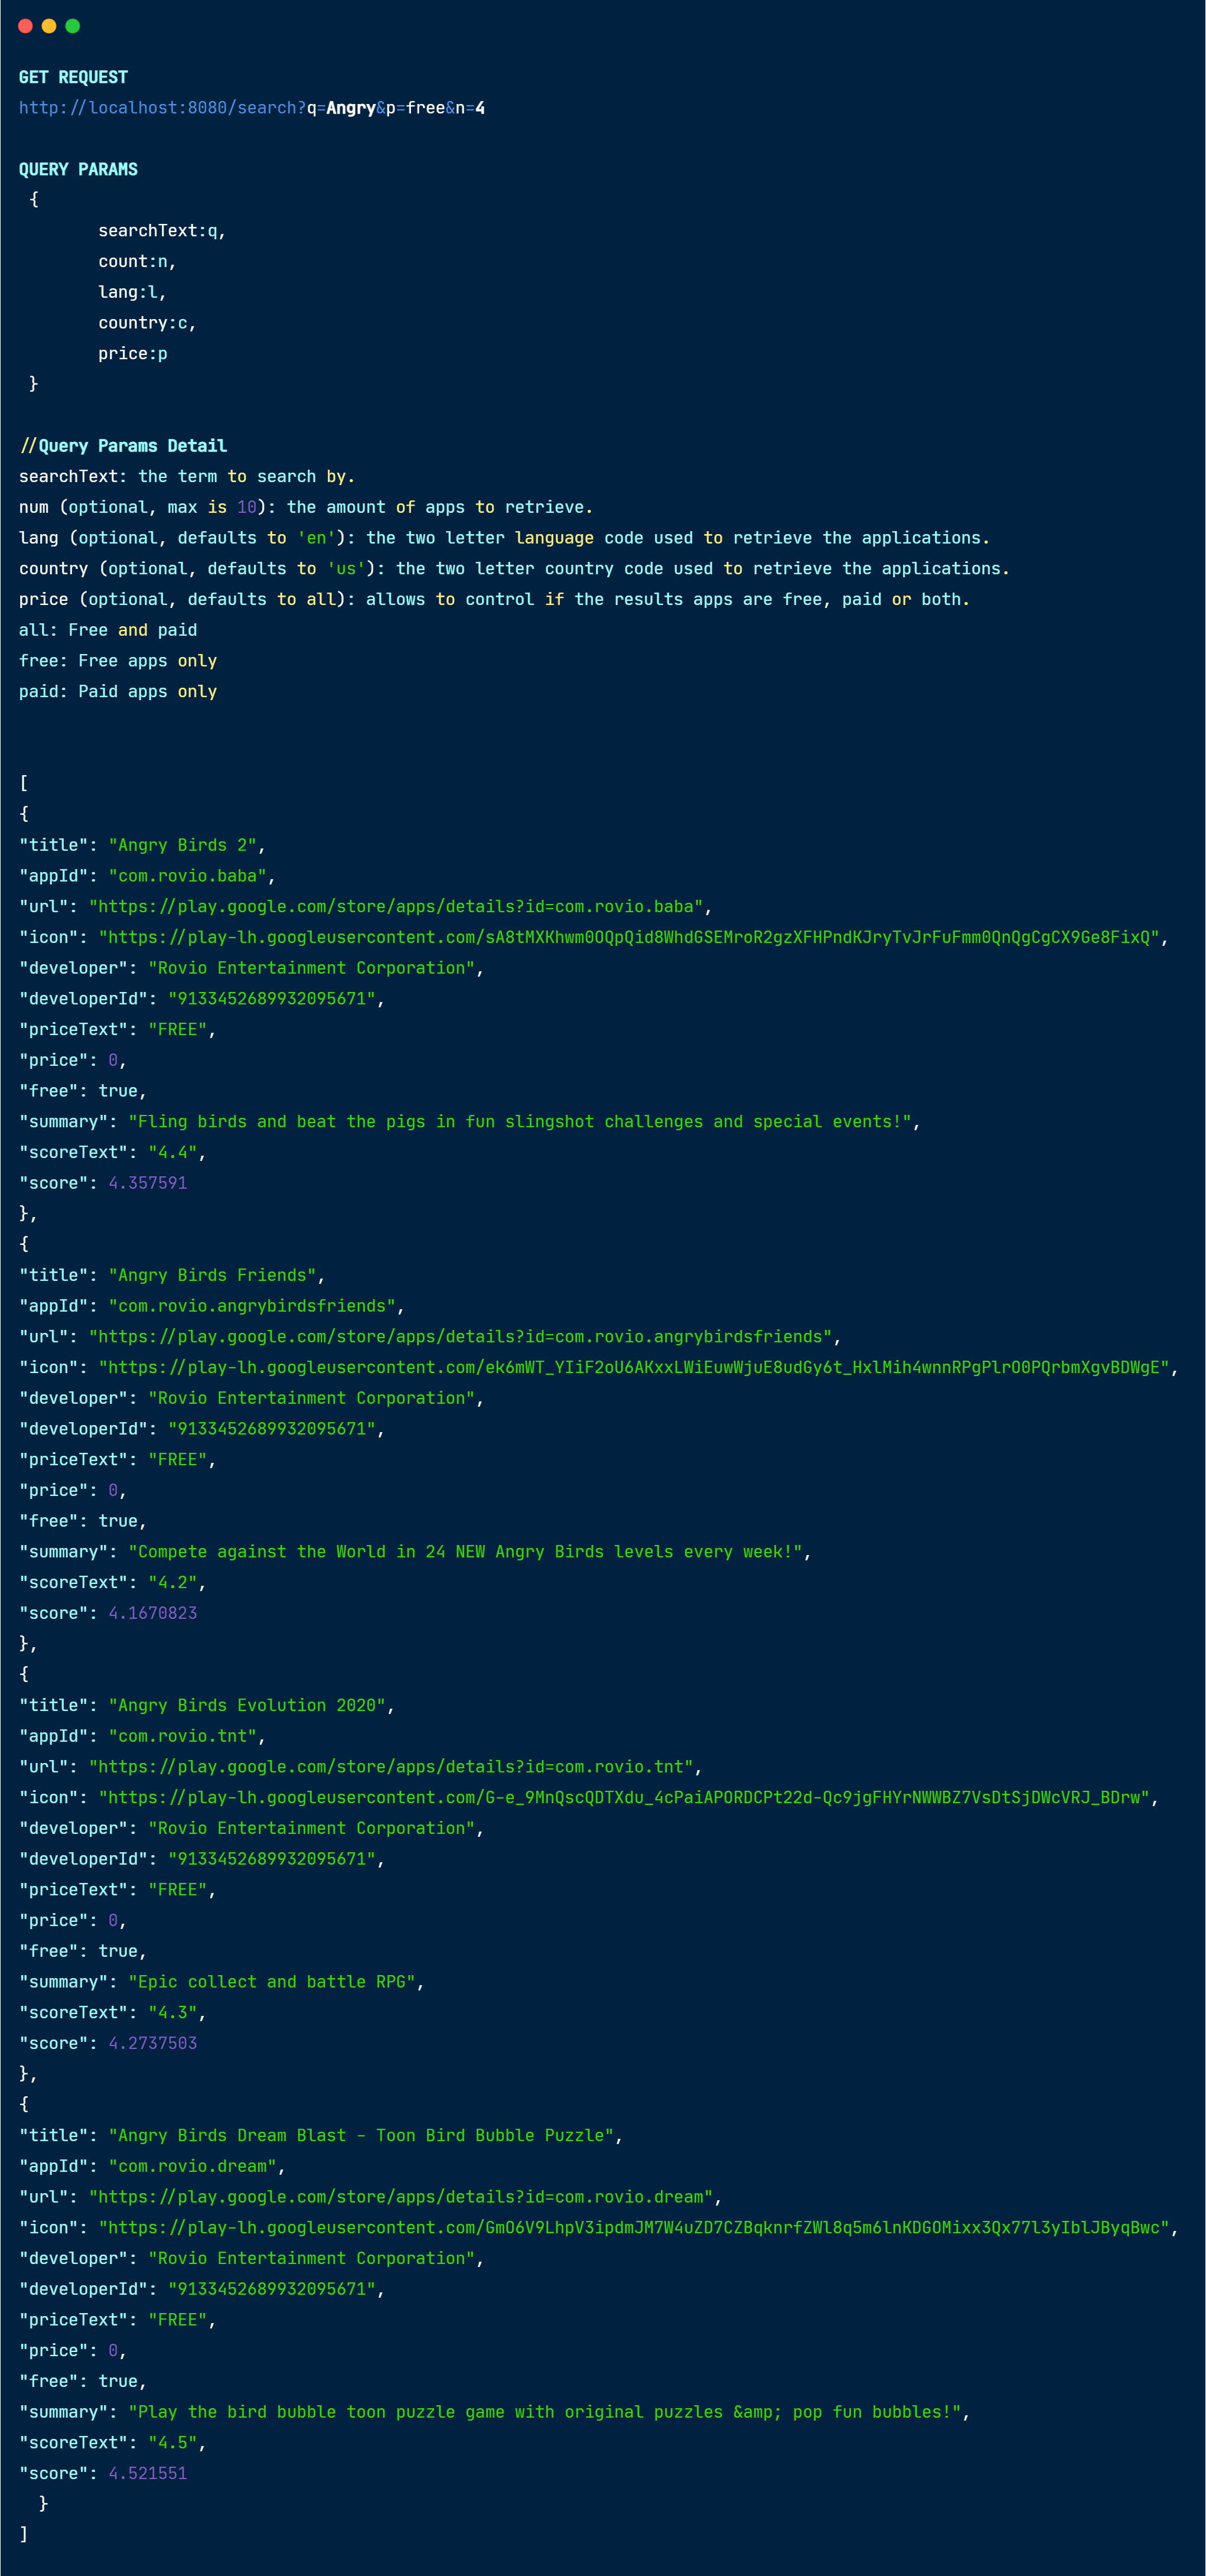 GET REQUEST
http://localhost:8080/search?q=Angry&p=free&n=4
QUERY PARAMS
{
searchText:q,
count:n,
lang:l,
country:c,
price:p
}
//Query Params Detail
searchText: the term to search by.
num (optional, max is 10): the amount of apps to retrieve.
lang (optional, defaults to 'en'): the two letter language code used to retrieve the applications.
country (optional, defaults to 'us'): the two letter country code used to retrieve the applications.
price (optional, defaults to all): allows to control if the results apps are free, paid or both.
all: Free and paid
free: Free apps only
paid: Paid apps only
[
{
"title": "Angry Birds 2",
"appId": "com.rovio.baba",
"url": "https://play.google.com/store/apps/details?id=com.rovio.baba",
"icon": "https://play-lh.googleusercontent.com/sA8tMXKhwm0OQpQid8WhdGSEMroR2gzXFHPndKJryTvJrFuFmm0QnQgCgCX9Ge8FixQ",
"developer": "Rovio Entertainment Corporation",
"developerId": "9133452689932095671",
"priceText": "FREE",
"price": 0,
"free": true,
"summary": "Fling birds and beat the pigs in fun slingshot challenges and special events!",
"scoreText": "4.4",
"score": 4.357591
},
{
"title": "Angry Birds Friends",
"appId": "com.rovio.angrybirdsfriends",
"url": "https://play.google.com/store/apps/details?id=com.rovio.angrybirdsfriends",
"icon": "https://play-lh.googleusercontent.com/ek6mWT_YIiF2oU6AKxxLWiEuwWjuE8udGy6t_HxlMih4wnnRPgPlrO0PQrbmXgvBDWgE",
"developer": "Rovio Entertainment Corporation",
"developerId": "9133452689932095671",
"priceText": "FREE",
"price": 0,
"free": true,
"summary": "Compete against the World in 24 NEW Angry Birds levels every week!",
"scoreText": "4.2",
"score": 4.1670823
},
{
"title": "Angry Birds Evolution 2020",
"appId": "com.rovio.tnt",
"url": "https://play.google.com/store/apps/details?id=com.rovio.tnt",
"icon": "https://play-lh.googleusercontent.com/G-e_9MnQscQDTXdu_4cPaiAPORDCPt22d-Qc9jgFHYrNWWBZ7VsDtSjDWcVRJ_BDrw",
"developer": "Rovio Entertainment Corporation",
"developerId": "9133452689932095671",
"priceText": "FREE",
"price": 0,
"free": true,
"summary": "Epic collect and battle RPG",
"scoreText": "4.3",
"score": 4.2737503
},
{
"title": "Angry Birds Dream Blast - Toon Bird Bubble Puzzle",
"appId": "com.rovio.dream",
"url": "https://play.google.com/store/apps/details?id=com.rovio.dream",
"icon": "https://play-lh.googleusercontent.com/GmO6V9LhpV3ipdmJM7W4uZD7CZBqknrfZWl8q5m6lnKDGOMixx3Qx77l3yIblJByqBwc",
"developer": "Rovio Entertainment Corporation",
"developerId": "9133452689932095671",
"priceText": "FREE",
"price": 0,
"free": true,
"summary": "Play the bird bubble toon puzzle game with original puzzles &amp; pop fun bubbles!",
"scoreText": "4.5",
"score": 4.521551
}
]